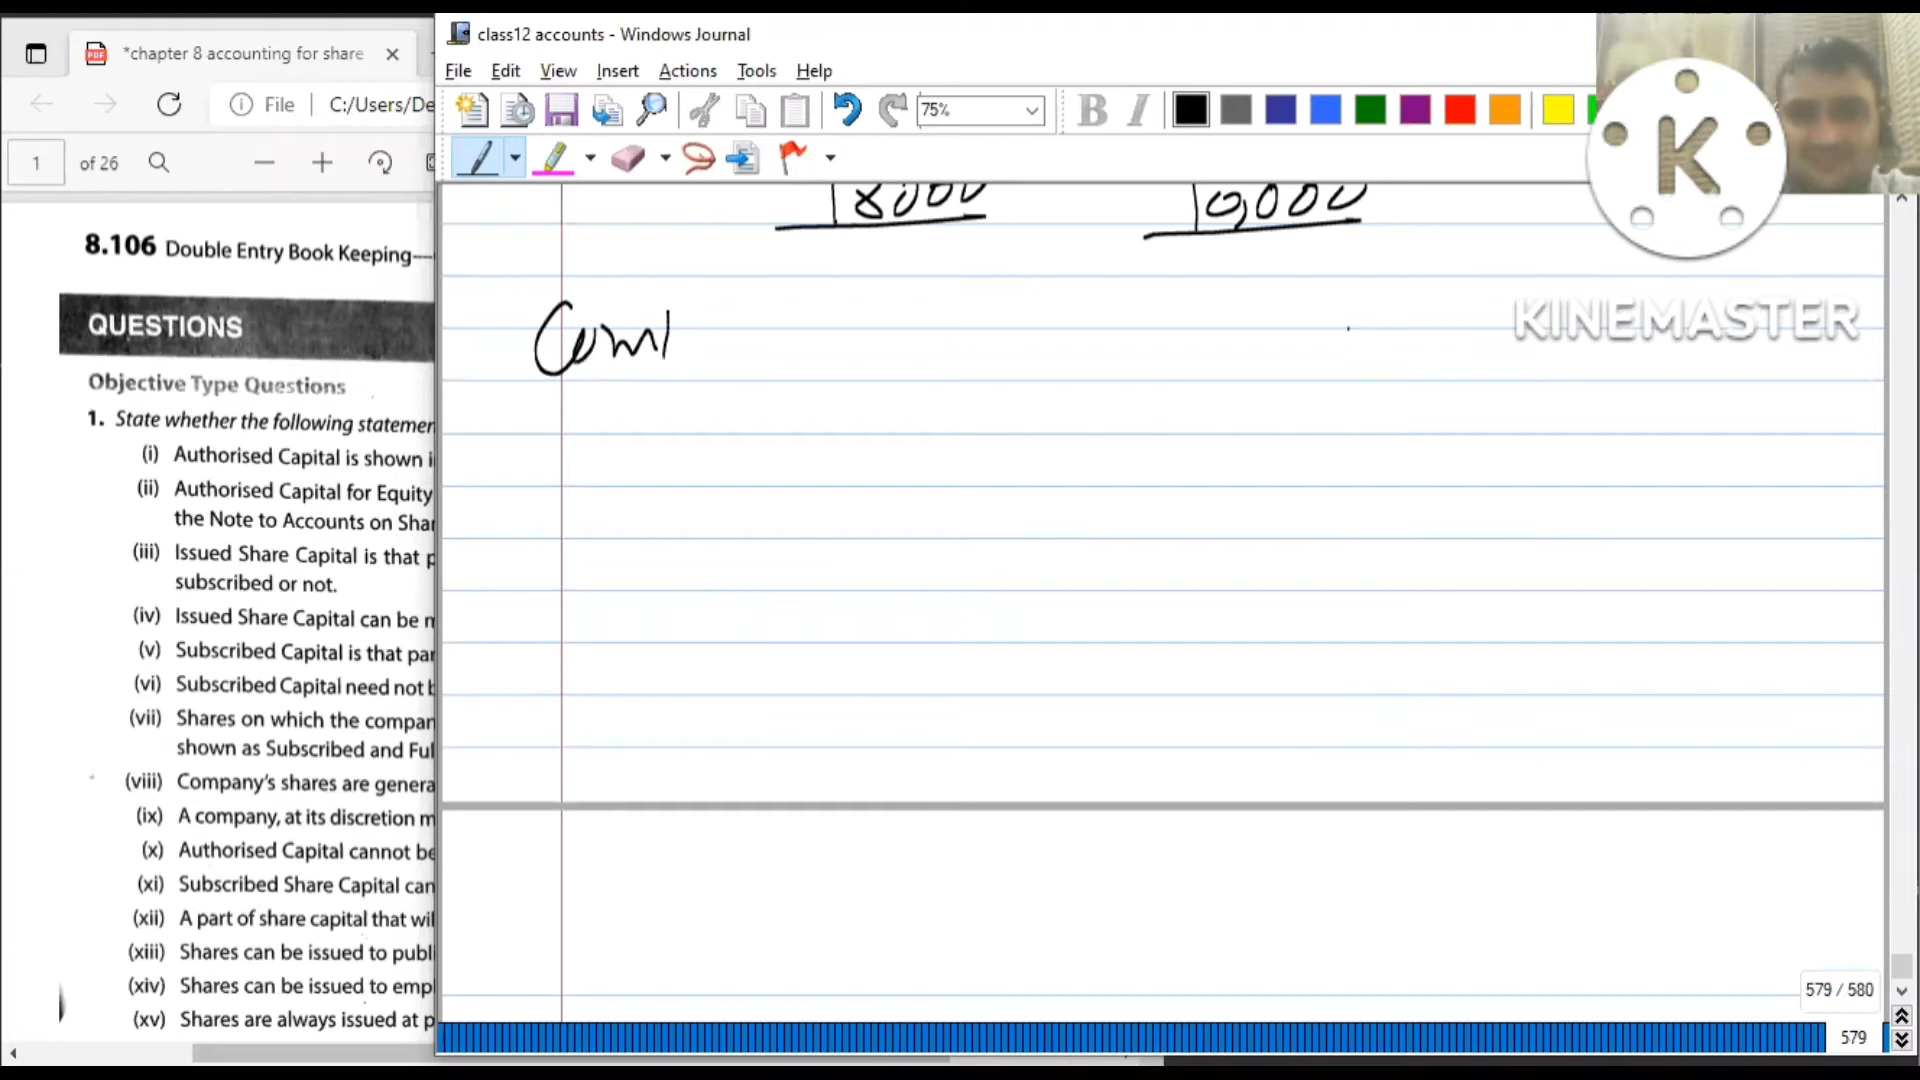 *chapter 8 accounting for share
class12 accounts - Windows Journal
File Edit View Insert Actions Tools Help
File C:/Users/De
75%
B I
1 of 26
K
KINEMASTER
8.106 Double Entry Book Keeping—
QUESTIONS
Objective Type Questions
1. State whether the following statemen
(i) Authorised Capital is shown i
(ii) Authorised Capital for Equity
the Note to Accounts on Shar
(iii) Issued Share Capital is that p
subscribed or not.
(iv) Issued Share Capital can be m
(v) Subscribed Capital is that par
(vi) Subscribed Capital need not b
(vii) Shares on which the compan
shown as Subscribed and Ful
(viii) Company's shares are genera
(ix) A company, at its discretion m
(x) Authorised Capital cannot be
(xi) Subscribed Share Capital can
(xii) A part of share capital that wil
(xiii) Shares can be issued to publi
(xiv) Shares can be issued to empl
(xv) Shares are always issued at p
18,000 10,000
579 / 580
579